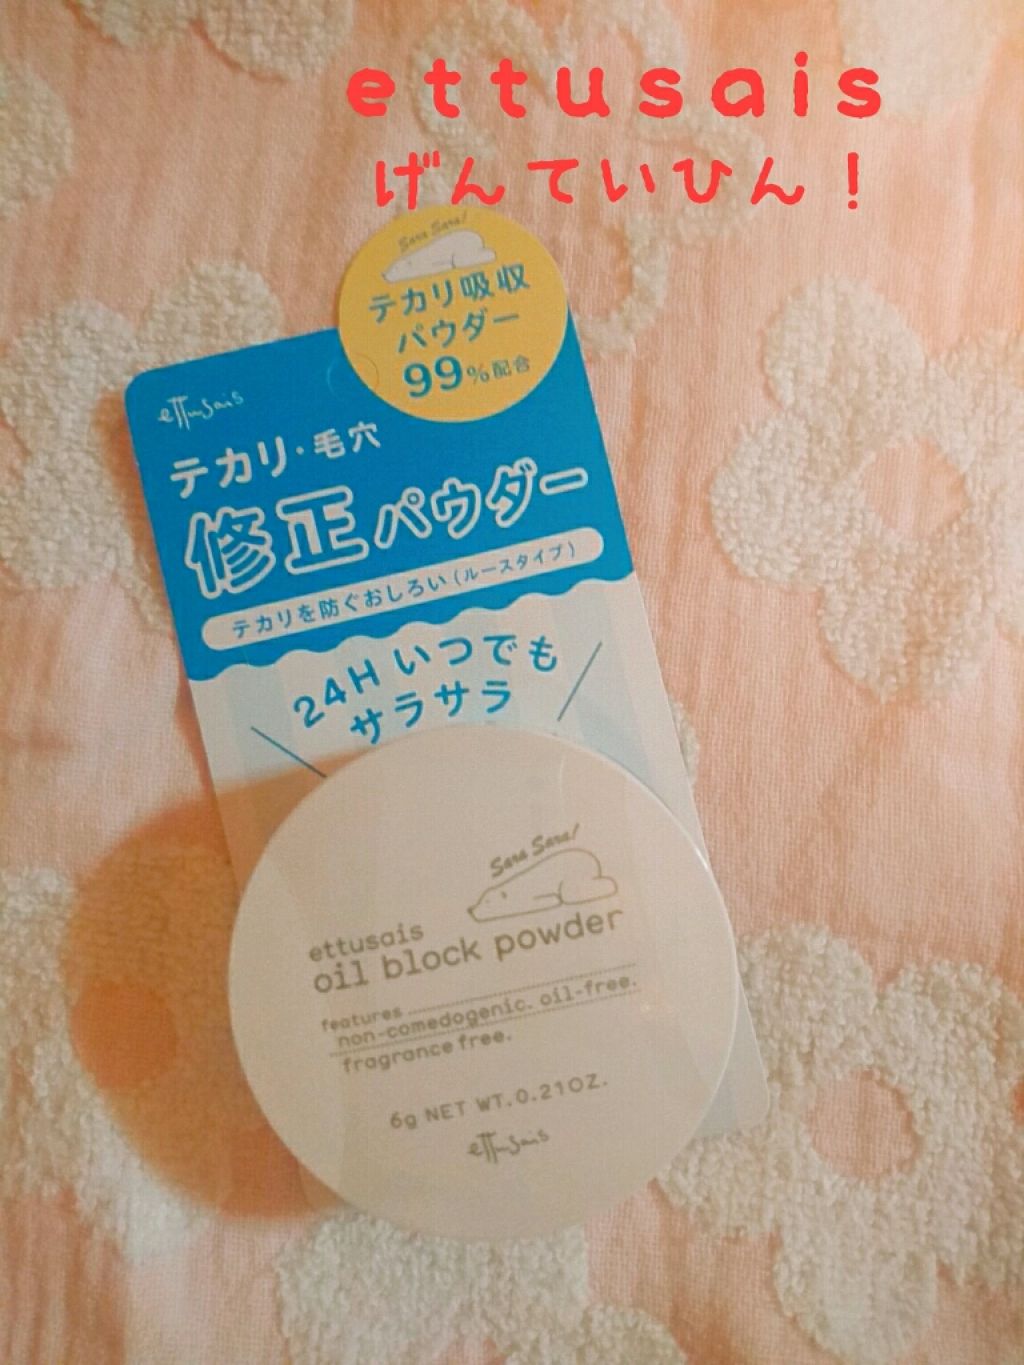 ettusais
げんていひん！
Sara Sara!
テカリ吸収
パウダー
99%配合
ettusais
テカリ・毛穴
修正パウダー
テカリを防ぐおしろい(ルースタイプ)
24H いつでも
サラサラ
Sara Sara!
ettusais
oil block powder
features
non-comedogenic. oil-free.
fragrance free.
6g NET WT.0.21OZ.
ettusais